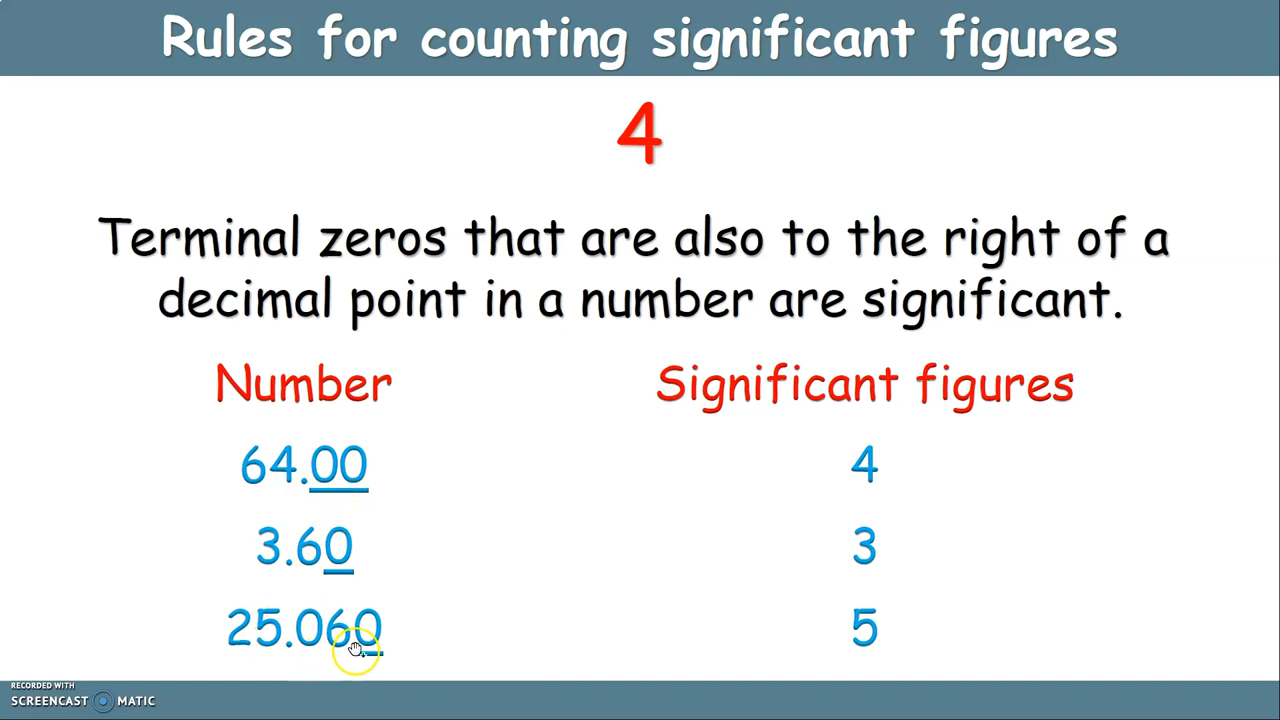 Rules for counting significant figures
4
Terminal zeros that are also to the right of a
decimal point in a number are significant.
Number Significant figures
64.00 4
3.60 3
25.060 5
RECORDED WITH
SCREENCAST MATIC